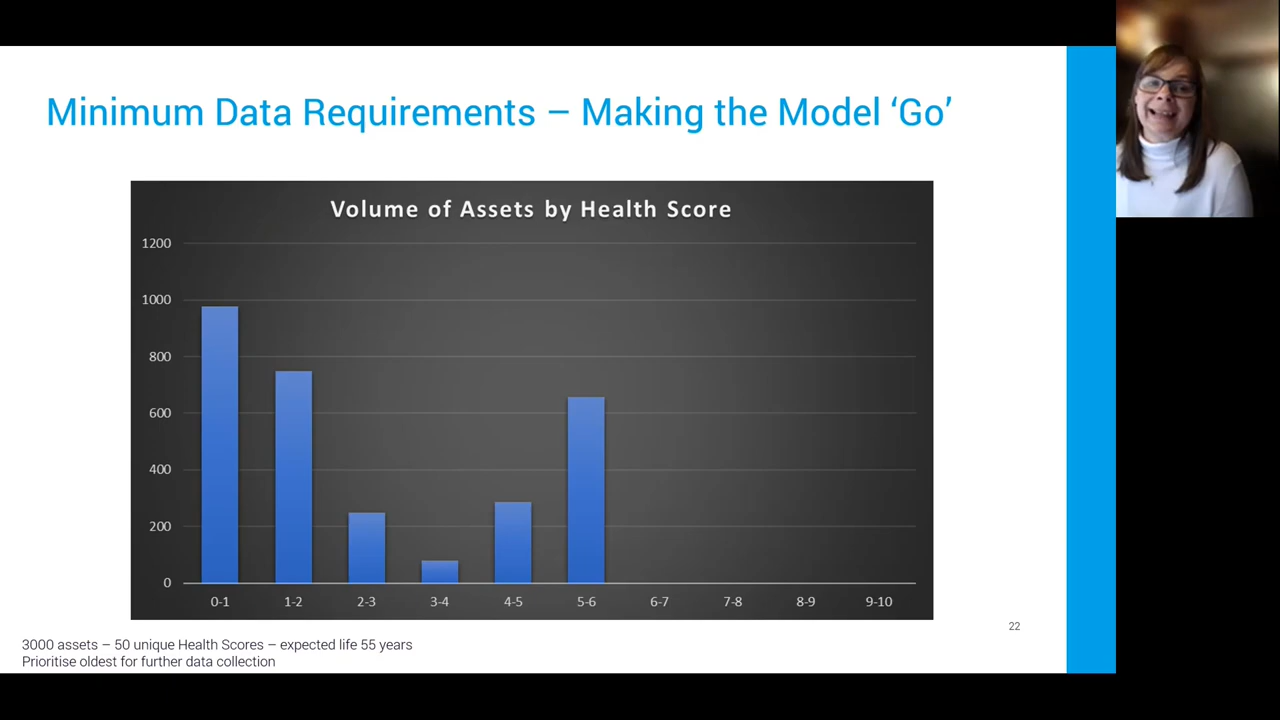 Minimum Data Requirements – Making the Model ‘Go’
Volume of Assets by Health Score
1200
1000
800
600
400
200
0
0-1 1-2 2-3 3-4 4-5 5-6 6-7 7-8 8-9 9-10
22
3000 assets – 50 unique Health Scores – expected life 55 years
Prioritise oldest for further data collection